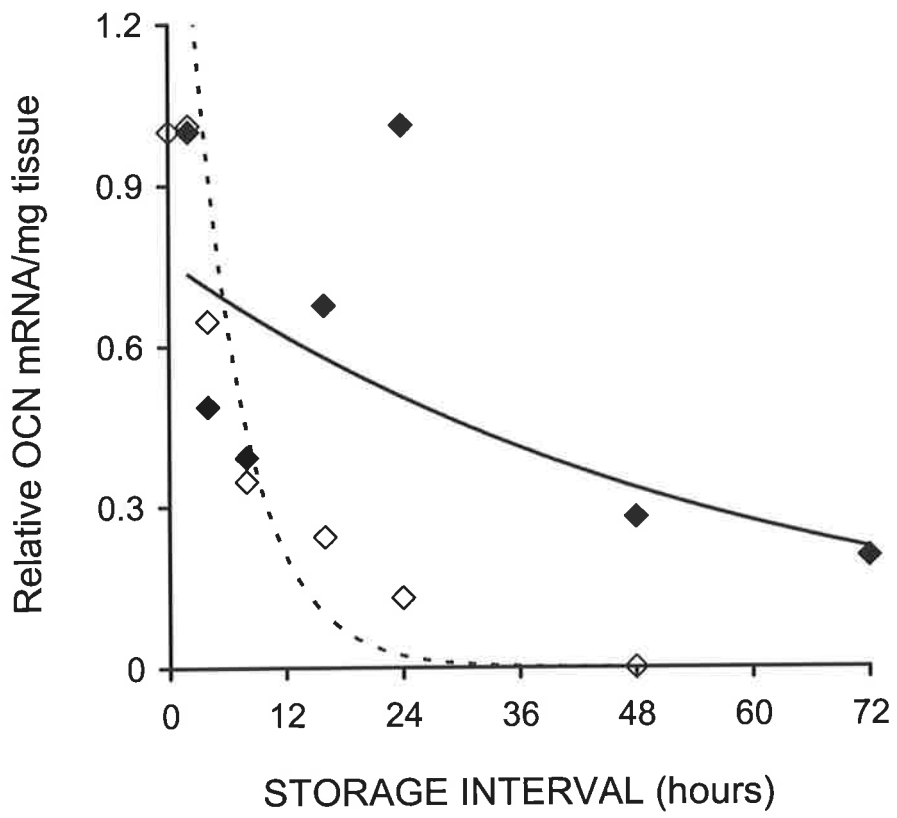 Relative OCN mRNA/mg tissue
1.2
0.9
0.6
0.3
0
0 12 24 36 48 60 72
STORAGE INTERVAL (hours)